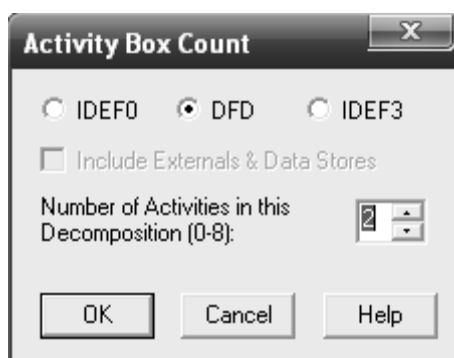 Activity Box Count
IDEF0 DFD IDEF3
Include Externals & Data Stores
Number of Activities in this
Decomposition (0-8):
2
OK Cancel Help